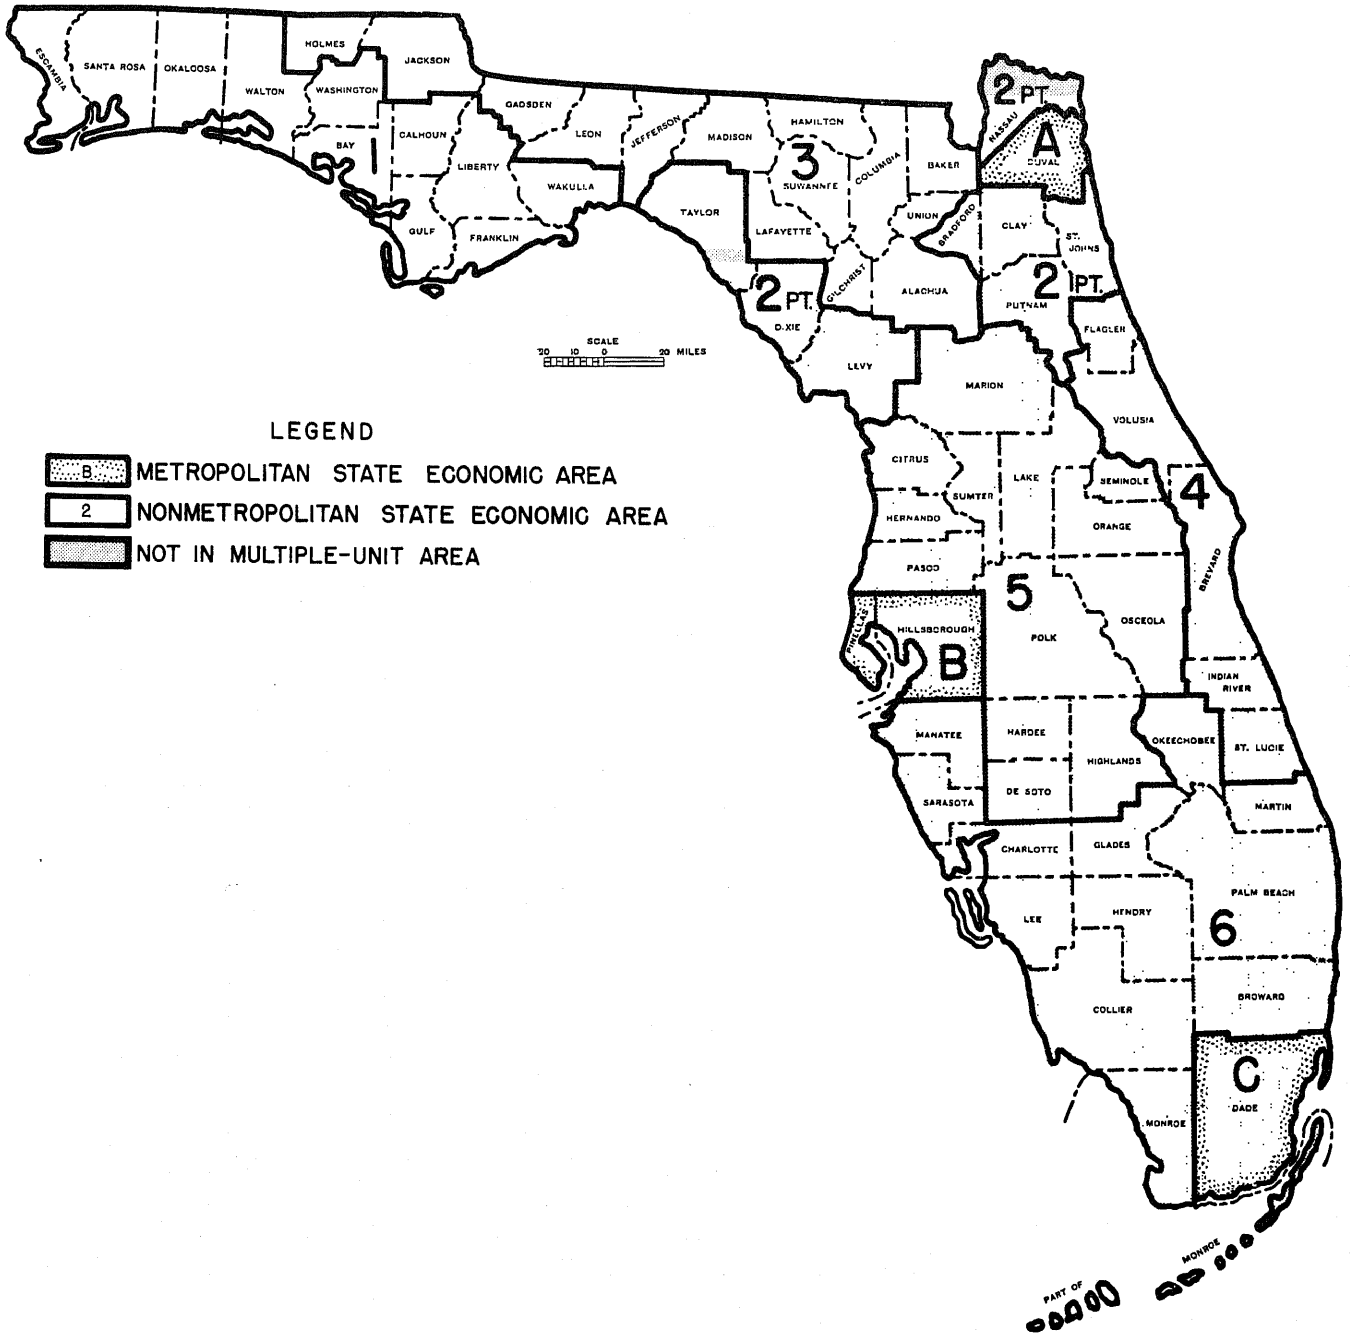 HOLMES
JACKSON
ESCAMBIA
SANTA ROSA
OKALOOSA
WALTON
WASHINGTON
BAY
1
CALHOUN
LIBERTY
GULF
FRANKLIN
GADSDEN
LEON
WAKULLA
JEFFERSON
MADISON
TAYLOR
HAMILTON
3
SUWANNEE
LAFAYETTE
COLUMBIA
BAKER
UNION
BRADFORD
2 PT.
NASSAU
A
DUVAL
CLAY
ST.
JOHNS
2 PT.
PUTNAM
FLAGLER
2 PT.
DIXIE
GILCHRIST
ALACHUA
LEVY
MARION
VOLUSIA
SCALE
20 10 0 20 MILES
LEGEND
B METROPOLITAN STATE ECONOMIC AREA
2 NONMETROPOLITAN STATE ECONOMIC AREA
NOT IN MULTIPLE-UNIT AREA
CITRUS
SUMTER
LAKE
SEMINOLE
4
ORANGE
HERNANDO
PASCO
BREVARD
5
POLK
OSCEOLA
PINELLAS
HILLSBOROUGH
B
INDIAN
RIVER
MANATEE
HARDEE
HIGHLANDS
OKEECHOBEE
ST. LUCIE
SARASOTA
DE SOTO
MARTIN
CHARLOTTE
GLADES
PALM BEACH
LEE
HENDRY
6
BROWARD
COLLIER
C
DADE
MONROE
PART OF
MONROE